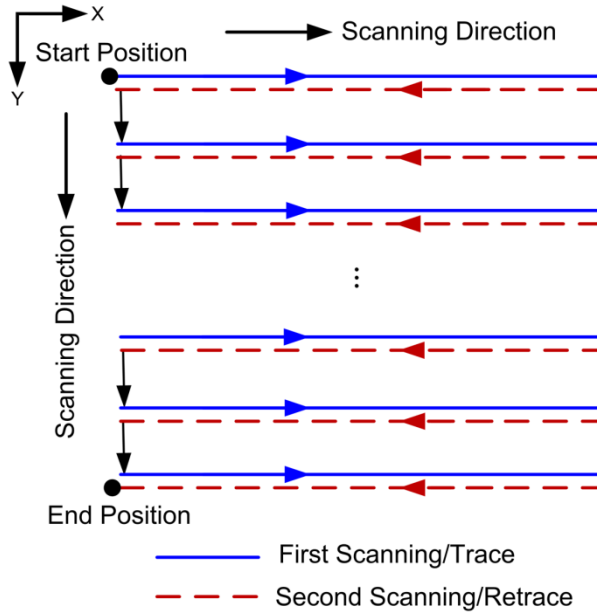 X
Scanning Direction
Start Position
Y
Scanning Direction
...
End Position
First Scanning/Trace
Second Scanning/Retrace